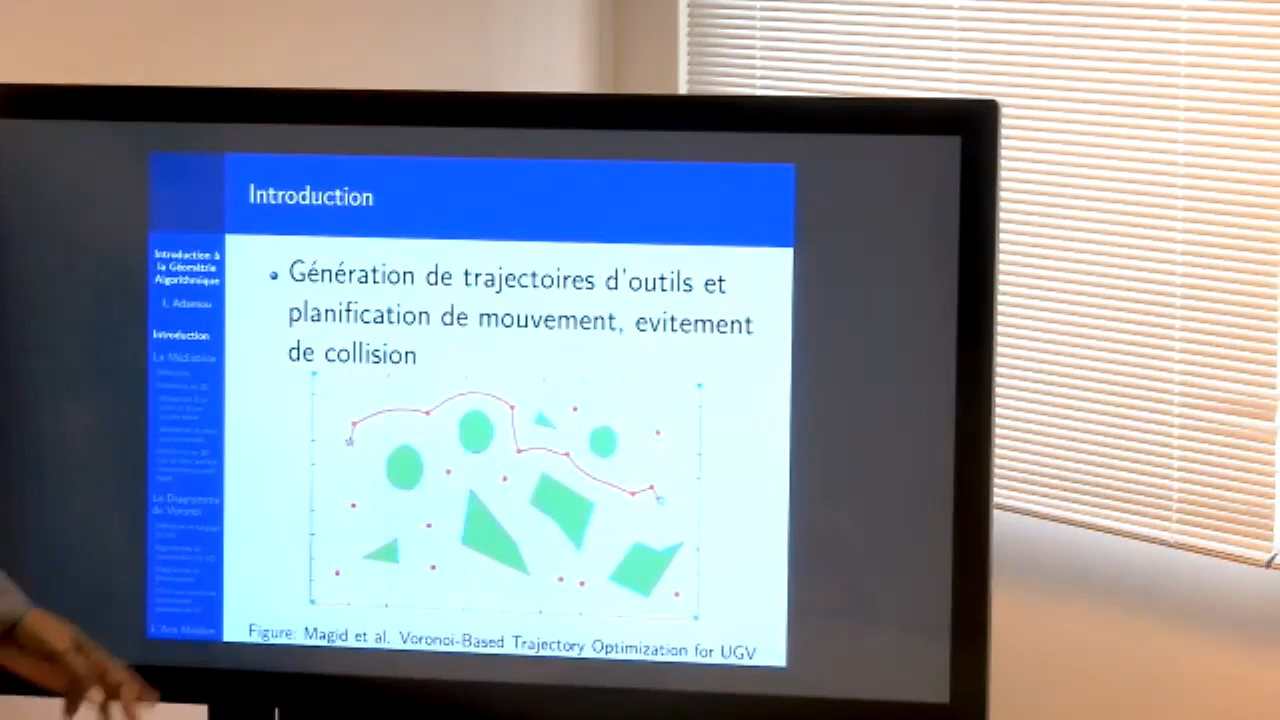 Introduction
Introduction à
la Géométrie
Algorithmique
I. Adamou
Introduction
La Médiatrice
Le Diagramme
de Voronoi
L'Axe Médian
• Génération de trajectoires d'outils et
planification de mouvement, evitement
de collision
Figure: Magid et al. Voronoi-Based Trajectory Optimization for UGV